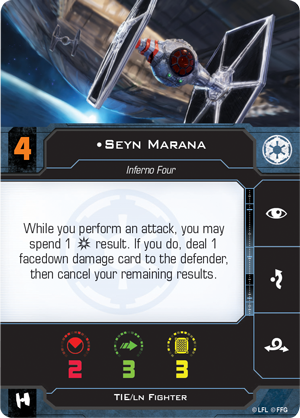 4
•Seyn Marana
Inferno Four
While you perform an attack, you may
spend 1 result. If you do, deal 1
facedown damage card to the defender,
then cancel your remaining results.
2 3 3
TIE/ln Fighter
©LFL ©FFG